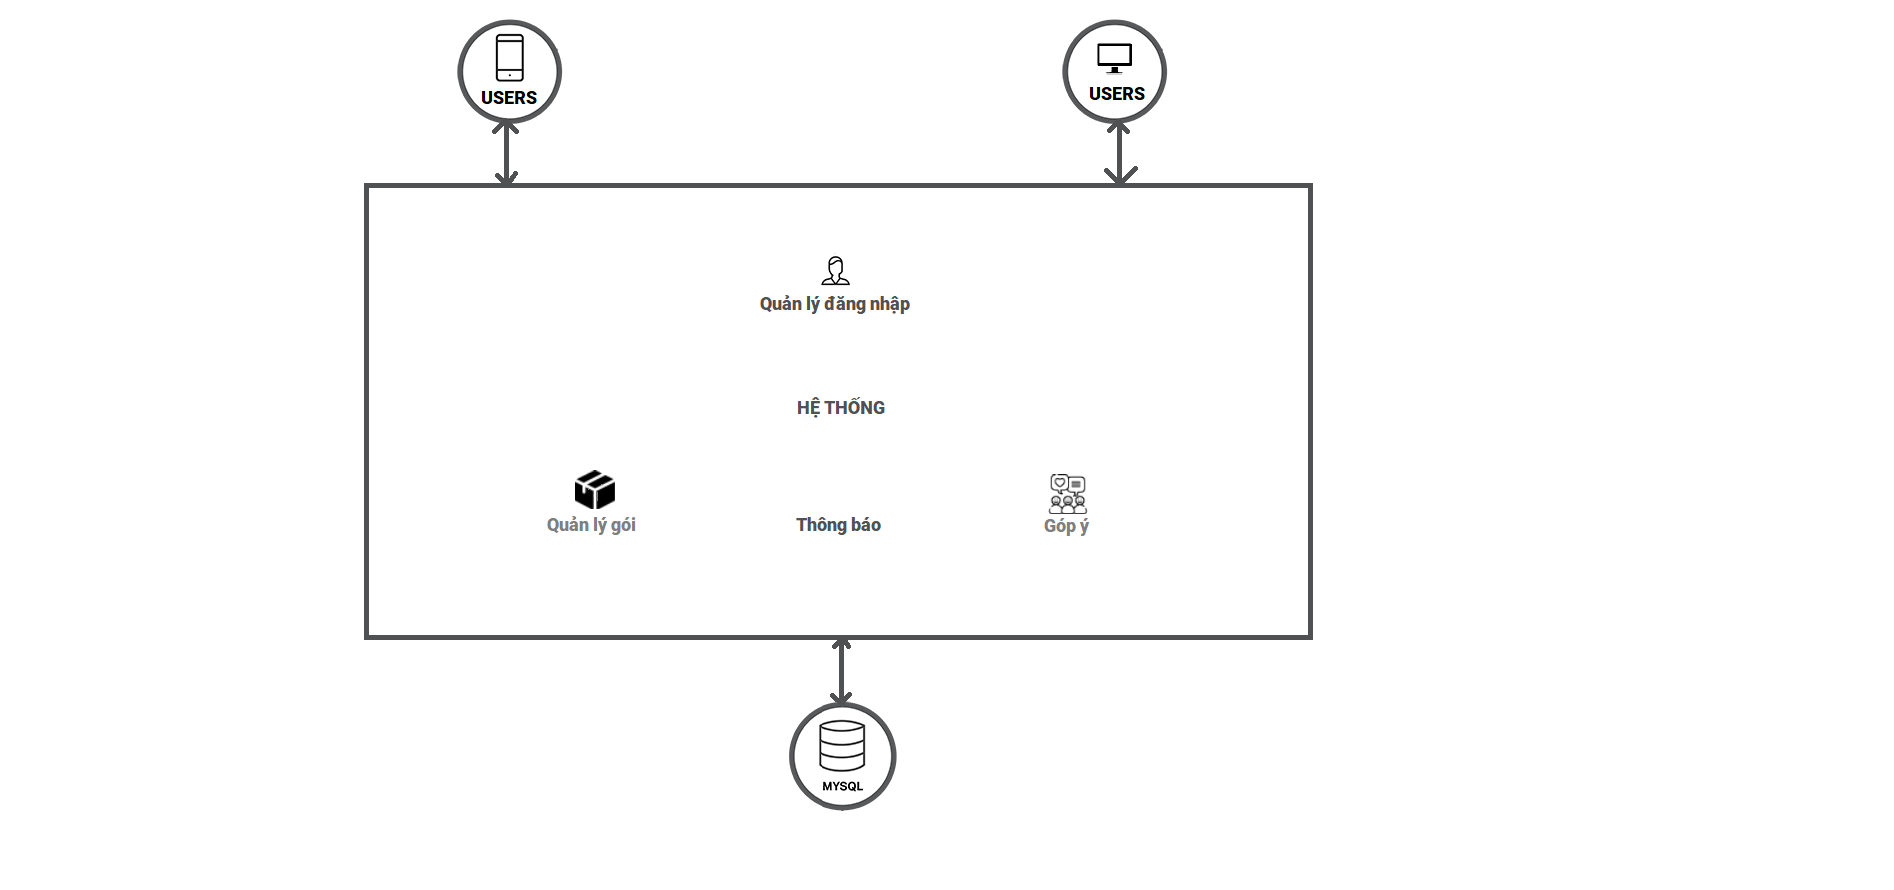 USERS
USERS
Quản lý đăng nhập
HỆ THỐNG
Quản lý gói
Thông báo
Góp ý
MYSQL